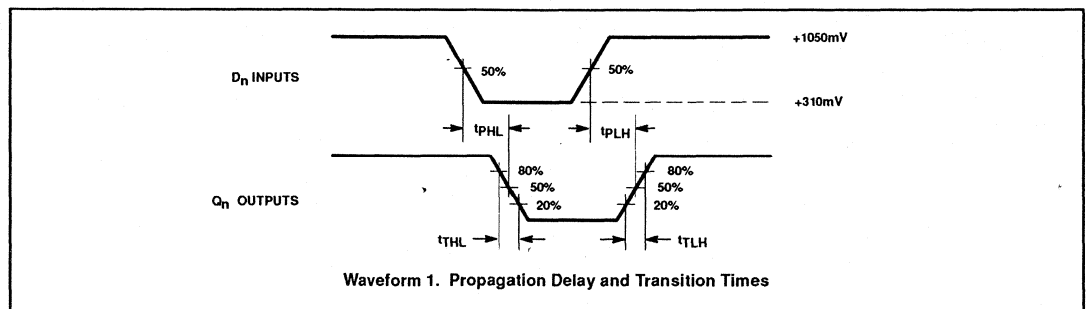 +1050mV
Dn INPUTS
50%
50%
+310mV
tPHL
tPLH
80%
50%
20%
80%
50%
20%
Qn OUTPUTS
tTHL
tTLH
Waveform 1. Propagation Delay and Transition Times